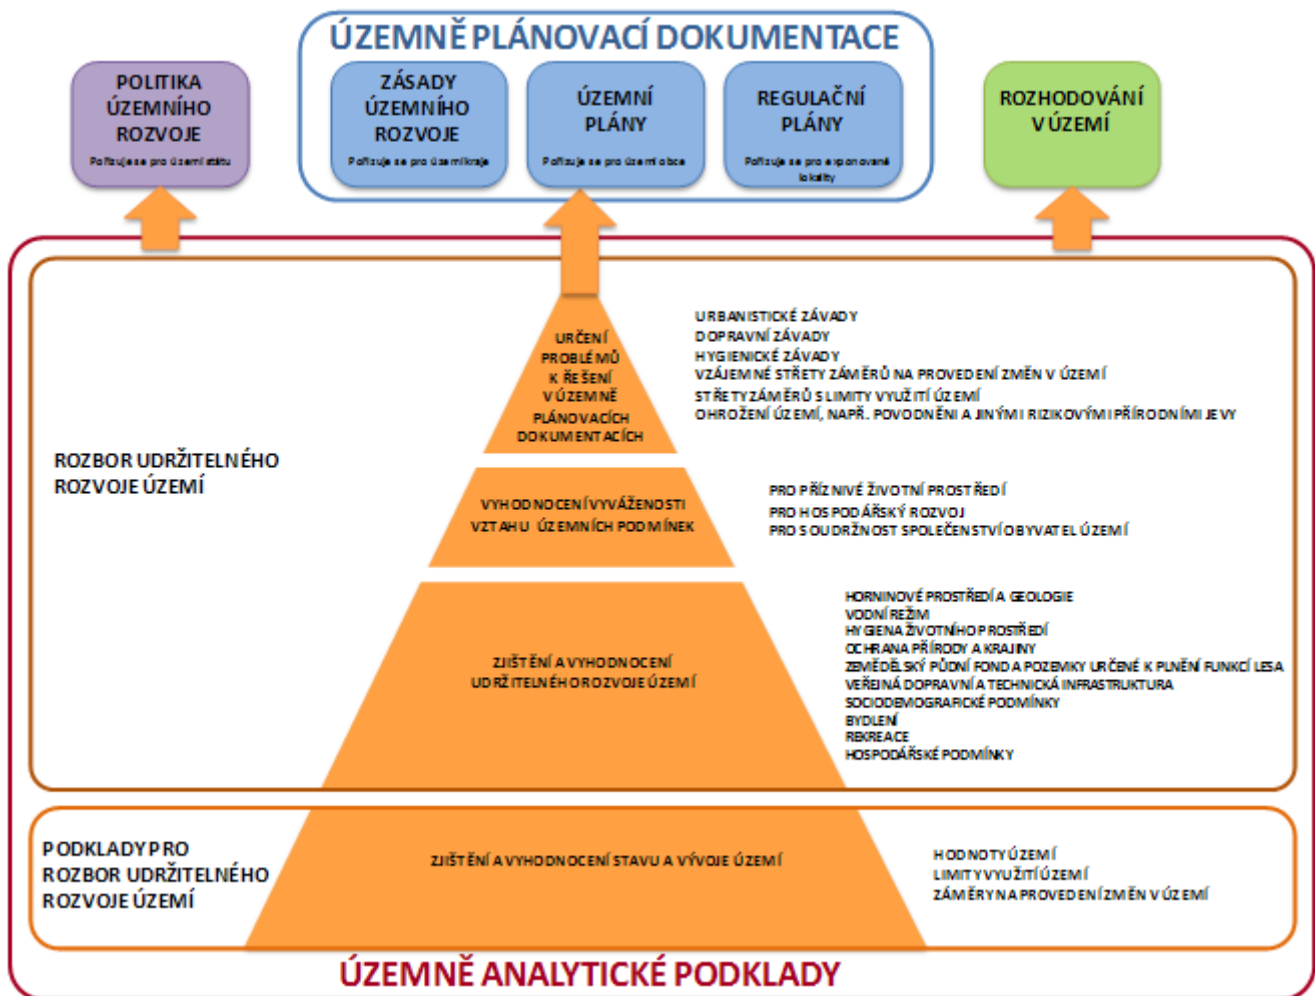 ÚZEMNĚ PLÁNOVACÍ DOKUMENTACE
POLITIKA
ÚZEMNÍHO
ROZVOJE
Pořizuje se pro území státu
ZÁSADY
ÚZEMNÍHO
ROZVOJE
Pořizuje se pro území kraje
ÚZEMNÍ
PLÁNY
Pořizuje se pro území obce
REGULAČNÍ
PLÁNY
Pořizuje se pro exponované
lokality
ROZHODOVÁNÍ
V ÚZEMÍ
URČENÍ
PROBLÉMŮ
K ŘEŠENÍ
V ÚZEMNĚ
PLÁNOVACÍCH
DOKUMENTACÍCH
URBANISTICKÉ ZÁVADY
DOPRAVNÍ ZÁVADY
HYGIENICKÉ ZÁVADY
VZÁJEMNÉ STŘETY ZÁMĚRŮ NA PROVEDENÍ ZMĚN V ÚZEMÍ
STŘETY ZÁMĚRŮ S LIMITY VYUŽITÍ ÚZEMÍ
OHROŽENÍ ÚZEMÍ, NAPŘ. POVODNĚNI A JINÝMI RIZIKOVÝMI PŘÍRODNÍMI JEVY
ROZBOR UDRŽITELNÉHO
ROZVOJE ÚZEMÍ
VYHODNOCENÍ VYVÁŽENOSTI
VZTAHU ÚZEMNÍCH PODMÍNEK
PRO PŘÍZNIVÉ ŽIVOTNÍ PROSTŘEDÍ
PRO HOSPODÁŘSKÝ ROZVOJ
PRO SOUDRŽNOST SPOLEČENSTVÍ OBYVATEL ÚZEMÍ
ZJIŠTĚNÍ A VYHODNOCENÍ
UDRŽITELNÉHO ROZVOJE ÚZEMÍ
HORNINOVÉ PROSTŘEDÍ A GEOLOGIE
VODNÍ REŽIM
HYGIENA ŽIVOTNÍHO PROSTŘEDÍ
OCHRANA PŘÍRODY A KRAJINY
ZEMĚDĚLSKÝ PŮDNÍ FOND A POZEMKY URČENÉ K PLNĚNÍ FUNKCÍ LESA
VEŘEJNÁ DOPRAVNÍ A TECHNICKÁ INFRASTRUKTURA
SOCIODEMOGRAFICKÉ PODMÍNKY
BYDLENÍ
REKREACE
HOSPODÁŘSKÉ PODMÍNKY
PODKLADY PRO
ROZBOR UDRŽITELNÉHO
ROZVOJE ÚZEMÍ
ZJIŠTĚNÍ A VYHODNOCENÍ STAVU A VÝVOJE ÚZEMÍ
HODNOTY ÚZEMÍ
LIMITY VYUŽITÍ ÚZEMÍ
ZÁMĚRY NA PROVEDENÍ ZMĚN V ÚZEMÍ
ÚZEMNĚ ANALYTICKÉ PODKLADY